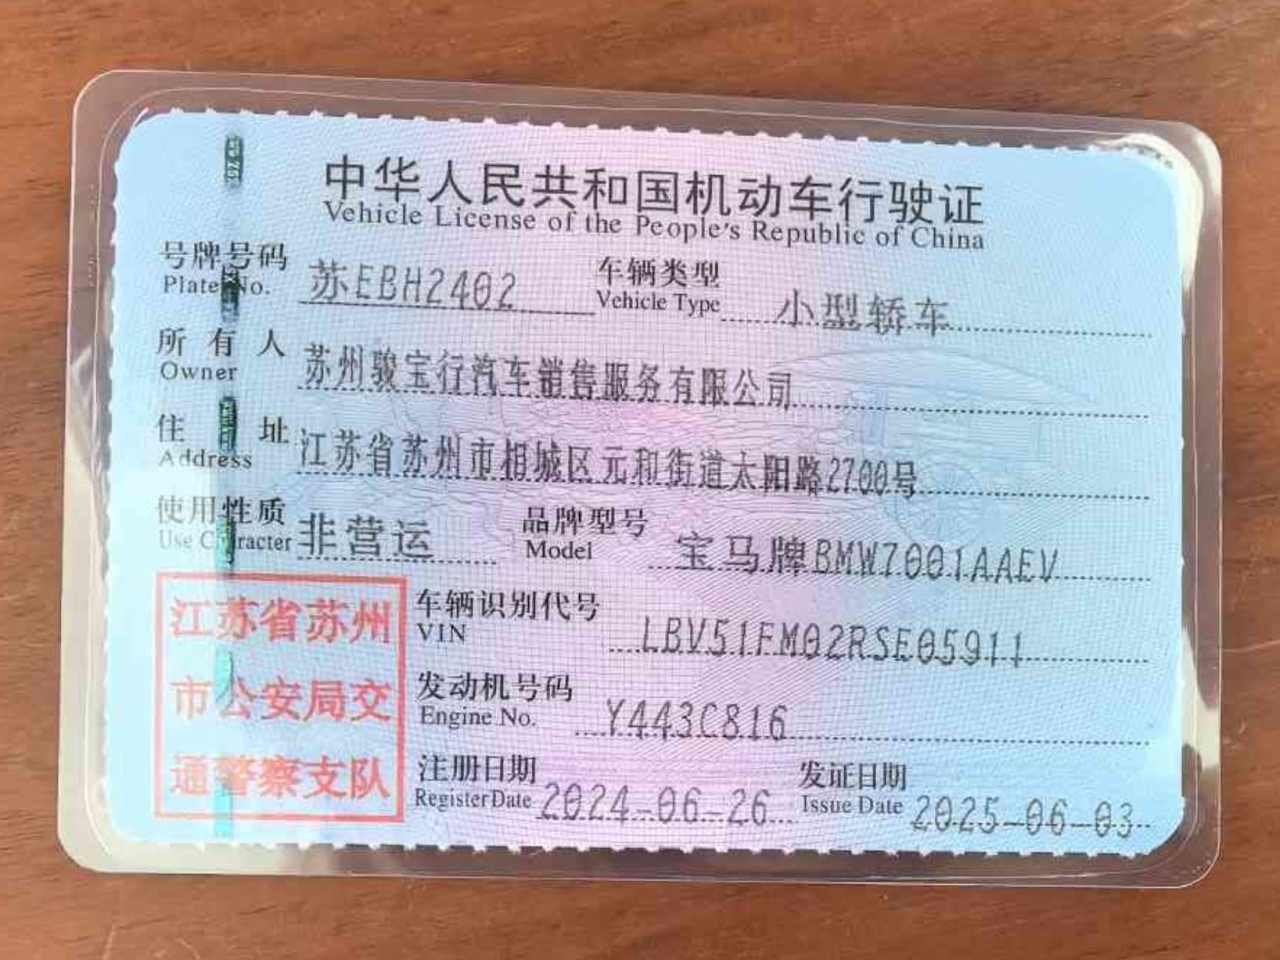 中华人民共和国机动车行驶证
Vehicle License of the People's Republic of China
号牌号码 苏EBH2402 车辆类型 小型轿车
Plate No. Vehicle Type
所有人 苏州骏宝行汽车销售服务有限公司
Owner
住址 江苏省苏州市相城区元和街道太阳路2700号
Address
使用性质 非营运 品牌型号 宝马牌BMW7001AAEV
Use Character Model
江苏省苏州
市公安局交
通警察支队
车辆识别代号 LBV51FM02RSE05911
VIN
发动机号码 Y443C816
Engine No.
注册日期 2024-06-26 发证日期 2025-06-03
Register Date Issue Date